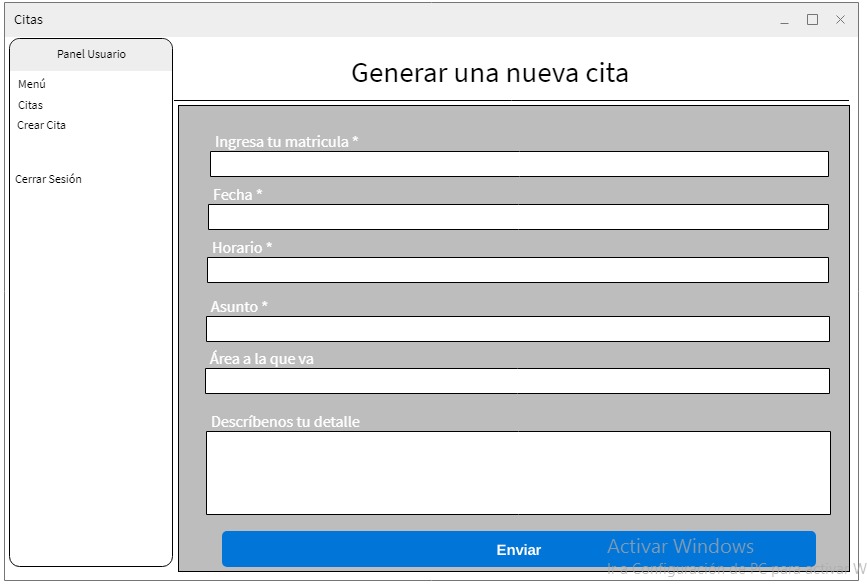 Citas
Panel Usuario
Menú
Citas
Crear Cita
Cerrar Sesión
Generar una nueva cita
Ingresa tu matricula *
Fecha *
Horario *
Asunto *
Área a la que va
Descríbenos tu detalle
Enviar
Activar Windows
Ir a Configuración de PC para activar W